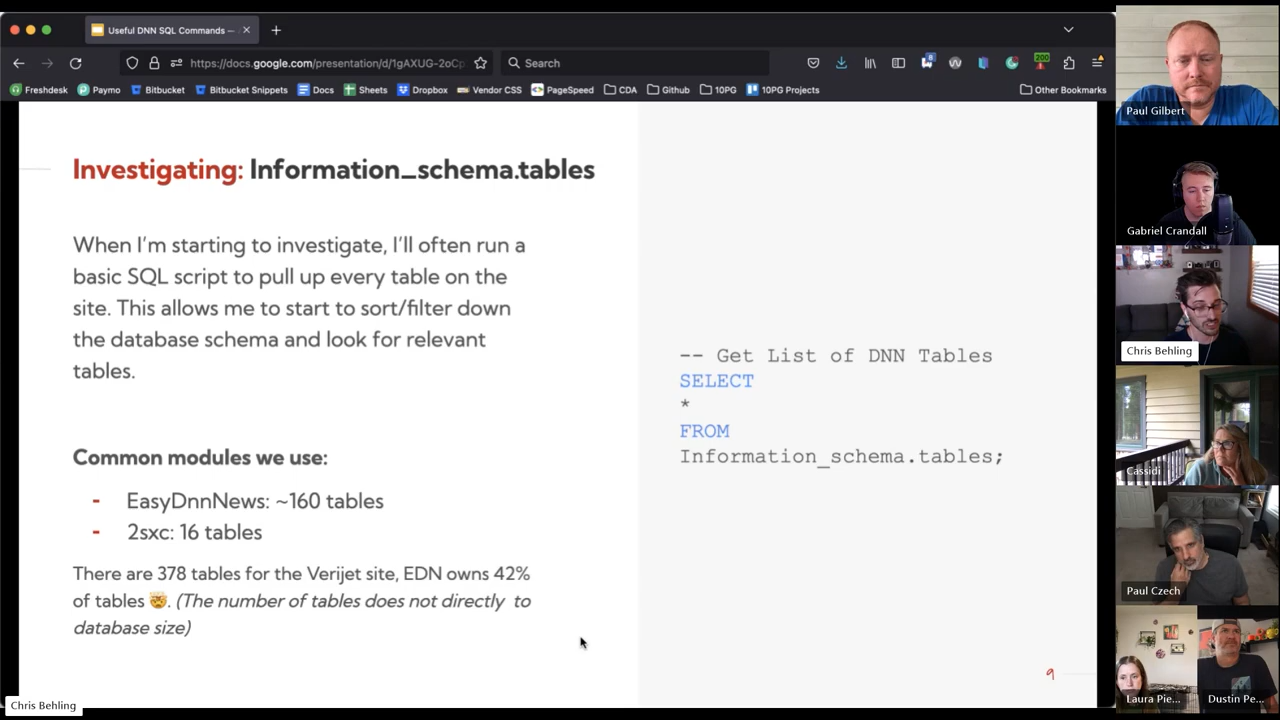 Useful DNN SQL Commands —
https://docs.google.com/presentation/d/1gAXUG-2oCp
Search
200
Freshdesk
Paymo
Bitbucket
Bitbucket Snippets
Docs
Sheets
Dropbox
Vendor CSS
PageSpeed
CDA
Github
10PG
10PG Projects
Other Bookmarks
Investigating: Information_schema.tables
When I'm starting to investigate, I'll often run a
basic SQL script to pull up every table on the
site. This allows me to start to sort/filter down
the database schema and look for relevant
tables.
Common modules we use:
- EasyDnnNews: ~160 tables
- 2sxc: 16 tables
There are 378 tables for the Verijet site, EDN owns 42%
of tables 🤯. (The number of tables does not directly to
database size)
-- Get List of DNN Tables
SELECT
*
FROM
Information_schema.tables;
9
Chris Behling
Paul Gilbert
Gabriel Crandall
Chris Behling
Cassidi
Paul Czech
Laura Pie...
Dustin Pe...